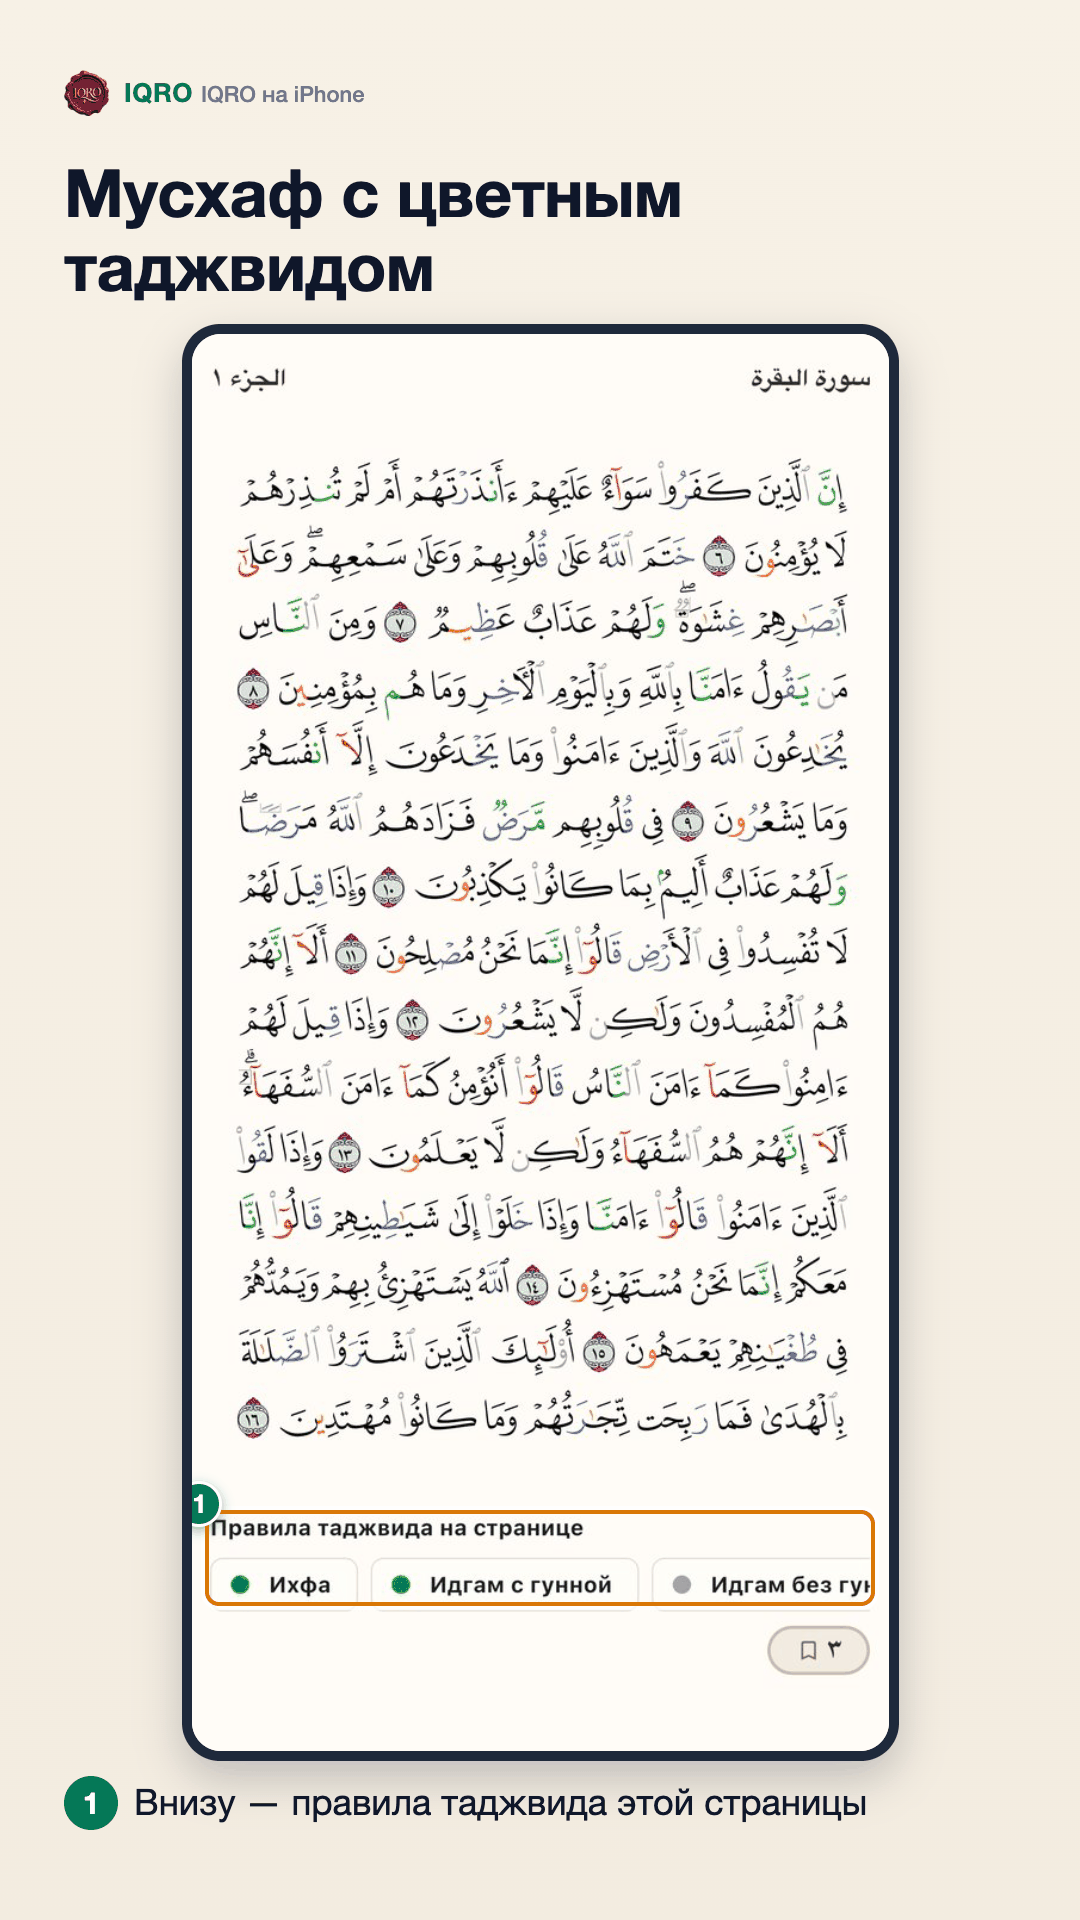 IQRO IQRO на iPhone
Мусхаф с цветным
таджвидом
سورة البقرة
الجزء ١
إِنَّ ٱلَّذِينَ كَفَرُوا۟ سَوَآءٌ عَلَيْهِمْ ءَأَنذَرْتَهُمْ أَمْ لَمْ تُنذِرْهُمْ
لَا يُؤْمِنُونَ ٦ خَتَمَ ٱللَّهُ عَلَىٰ قُلُوبِهِمْ وَعَلَىٰ سَمْعِهِمْ ۖ وَعَلَىٰٓ
أَبْصَـٰرِهِمْ غِشَـٰوَةٌ ۖ وَلَهُمْ عَذَابٌ عَظِيمٌ ٧ وَمِنَ ٱلنَّاسِ
مَن يَقُولُ ءَامَنَّا بِٱللَّهِ وَبِٱلْيَوْمِ ٱلْـَٔاخِرِ وَمَا هُم بِمُؤْمِنِينَ ٨
يُخَـٰدِعُونَ ٱللَّهَ وَٱلَّذِينَ ءَامَنُوا۟ وَمَا يَخْدَعُونَ إِلَّآ أَنفُسَهُمْ
وَمَا يَشْعُرُونَ ٩ فِى قُلُوبِهِم مَّرَضٌ فَزَادَهُمُ ٱللَّهُ مَرَضًا ۖ
وَلَهُمْ عَذَابٌ أَلِيمٌۢ بِمَا كَانُوا۟ يَكْذِبُونَ ١٠ وَإِذَا قِيلَ لَهُمْ
لَا تُفْسِدُوا۟ فِى ٱلْأَرْضِ قَالُوٓا۟ إِنَّمَا نَحْنُ مُصْلِحُونَ ١١ أَلَآ إِنَّهُمْ
هُمُ ٱلْمُفْسِدُونَ وَلَـٰكِن لَّا يَشْعُرُونَ ١٢ وَإِذَا قِيلَ لَهُمْ
ءَامِنُوا۟ كَمَآ ءَامَنَ ٱلنَّاسُ قَالُوٓا۟ أَنُؤْمِنُ كَمَآ ءَامَنَ ٱلسُّفَهَآءُ ۗ
أَلَآ إِنَّهُمْ هُمُ ٱلسُّفَهَآءُ وَلَـٰكِن لَّا يَعْلَمُونَ ١٣ وَإِذَا لَقُوا۟
ٱلَّذِينَ ءَامَنُوا۟ قَالُوٓا۟ ءَامَنَّا وَإِذَا خَلَوْا۟ إِلَىٰ شَيَـٰطِينِهِمْ قَالُوٓا۟ إِنَّا
مَعَكُمْ إِنَّمَا نَحْنُ مُسْتَهْزِءُونَ ١٤ ٱللَّهُ يَسْتَهْزِئُ بِهِمْ وَيَمُدُّهُمْ
فِى طُغْيَـٰنِهِمْ يَعْمَهُونَ ١٥ أُو۟لَـٰٓئِكَ ٱلَّذِينَ ٱشْتَرَوُا۟ ٱلضَّلَـٰلَةَ
بِٱلْهُدَىٰ فَمَا رَبِحَت تِّجَـٰرَتُهُمْ وَمَا كَانُوا۟ مُهْتَدِينَ ١٦
1
Правила таджвида на странице
Ихфа
Идгам с гунной
Идгам без гун
٣
1 Внизу — правила таджвида этой страницы